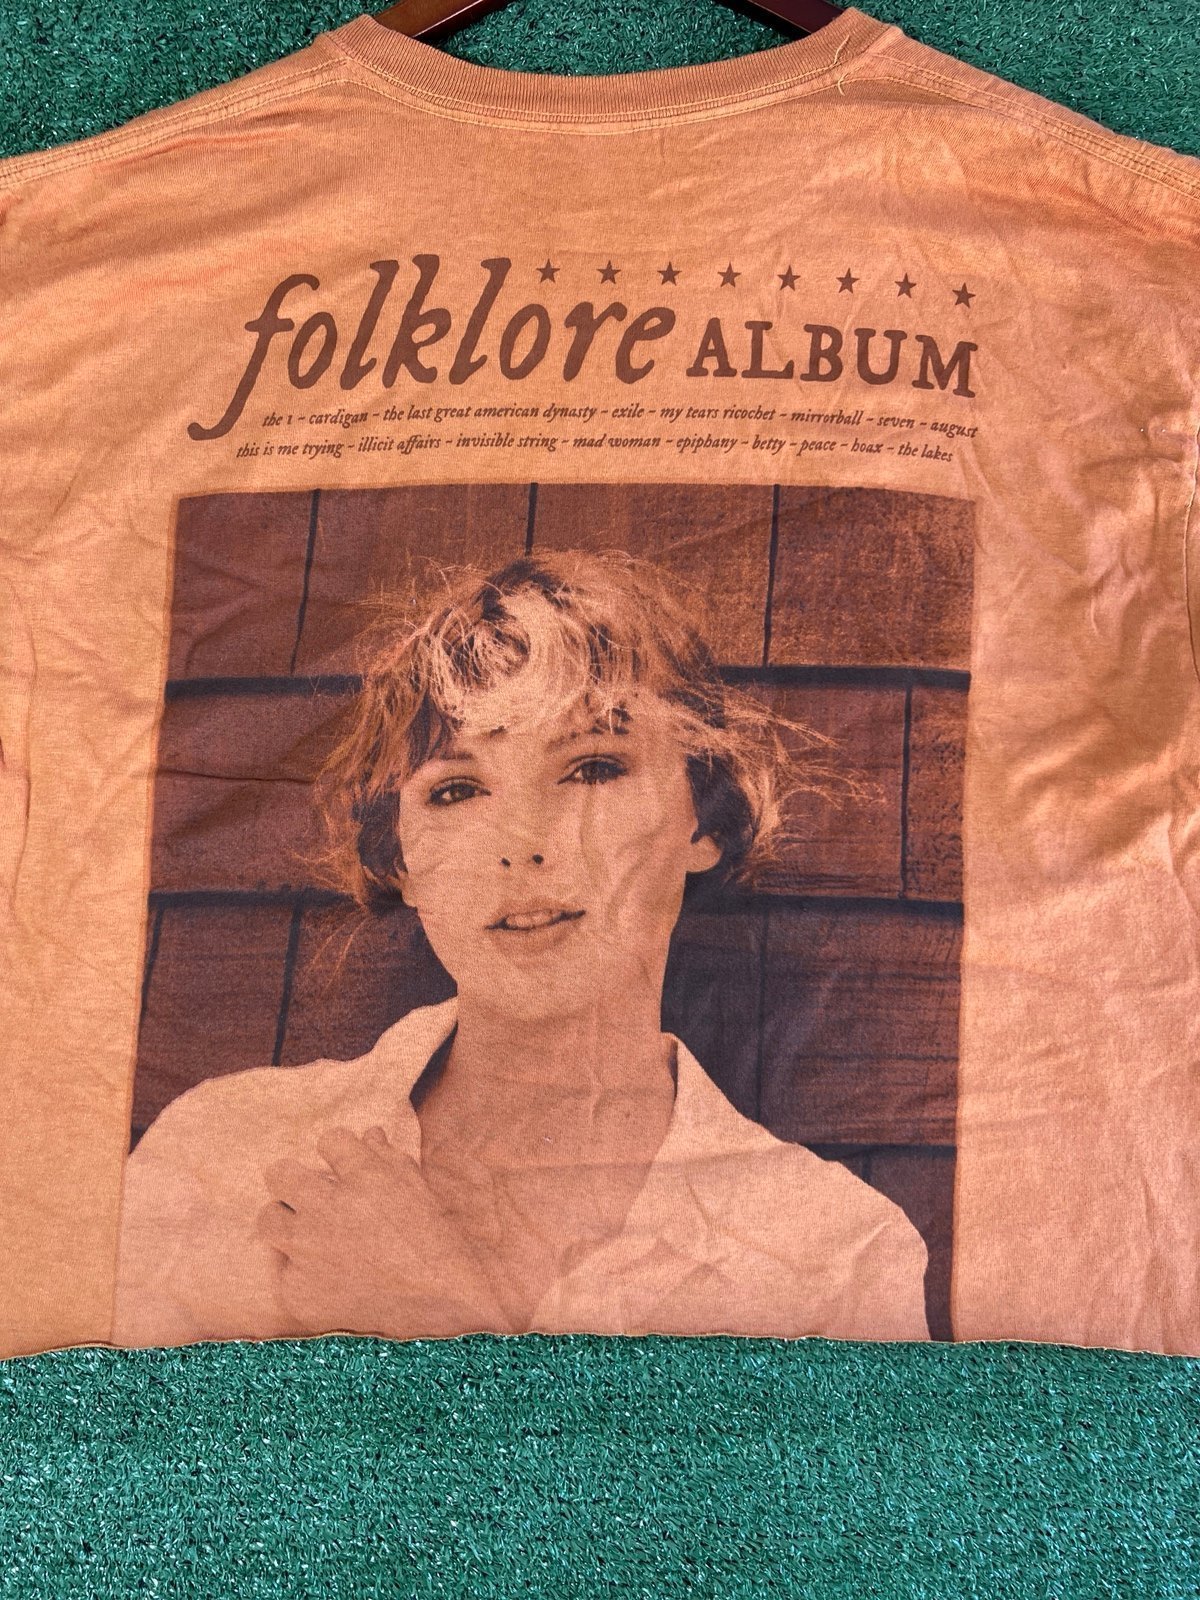 folklore ALBUM
the 1 ~ cardigan ~ the last great american dynasty ~ exile ~ my tears ricochet ~ mirrorball ~ seven ~ august
this is me trying ~ illicit affairs ~ invisible string ~ mad woman ~ epiphany ~ betty ~ peace ~ hoax ~ the lakes